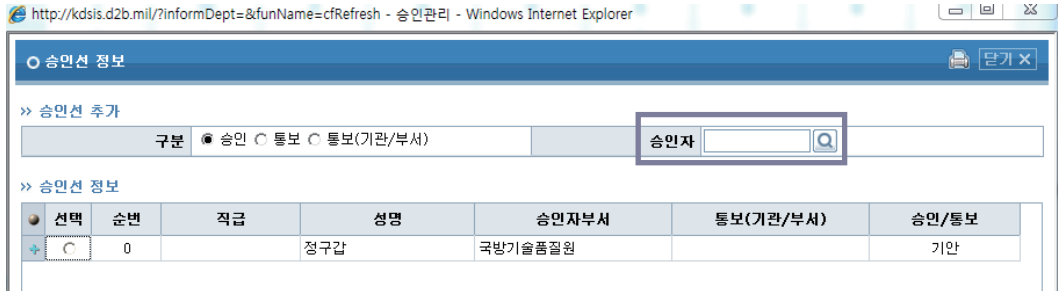 http://kdsis.d2b.mil/?informDept=&funName=cfRefresh - 승인관리 - Windows Internet Explorer
승인선 정보 닫기 X
>> 승인선 추가
구분 승인 통보 통보(기관/부서) 승인자
>> 승인선 정보
선택 순번 직급 성명 승인자부서 통보(기관/부서) 승인/통보
0 정구갑 국방기술품질원 기안